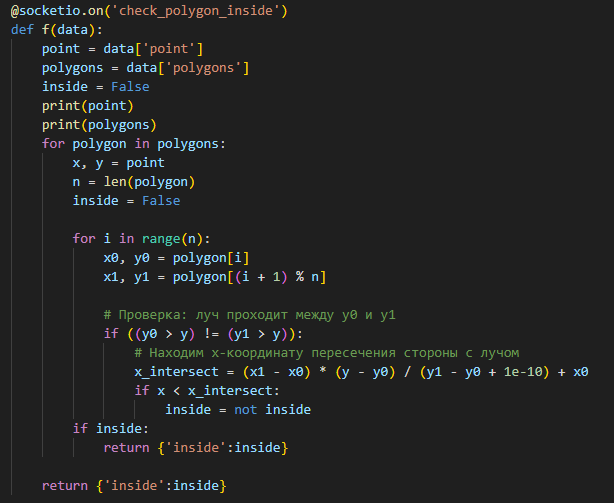 @socketio.on('check_polygon_inside')
def f(data):
    point = data['point']
    polygons = data['polygons']
    inside = False
    print(point)
    print(polygons)
    for polygon in polygons:
        x, y = point
        n = len(polygon)
        inside = False

        for i in range(n):
            x0, y0 = polygon[i]
            x1, y1 = polygon[(i + 1) % n]

            # Проверка: луч проходит между y0 и y1
            if ((y0 > y) != (y1 > y)):
                # Находим x-координату пересечения стороны с лучом
                x_intersect = (x1 - x0) * (y - y0) / (y1 - y0 + 1e-10) + x0
                if x < x_intersect:
                    inside = not inside
        if inside:
            return {'inside':inside}

    return {'inside':inside}